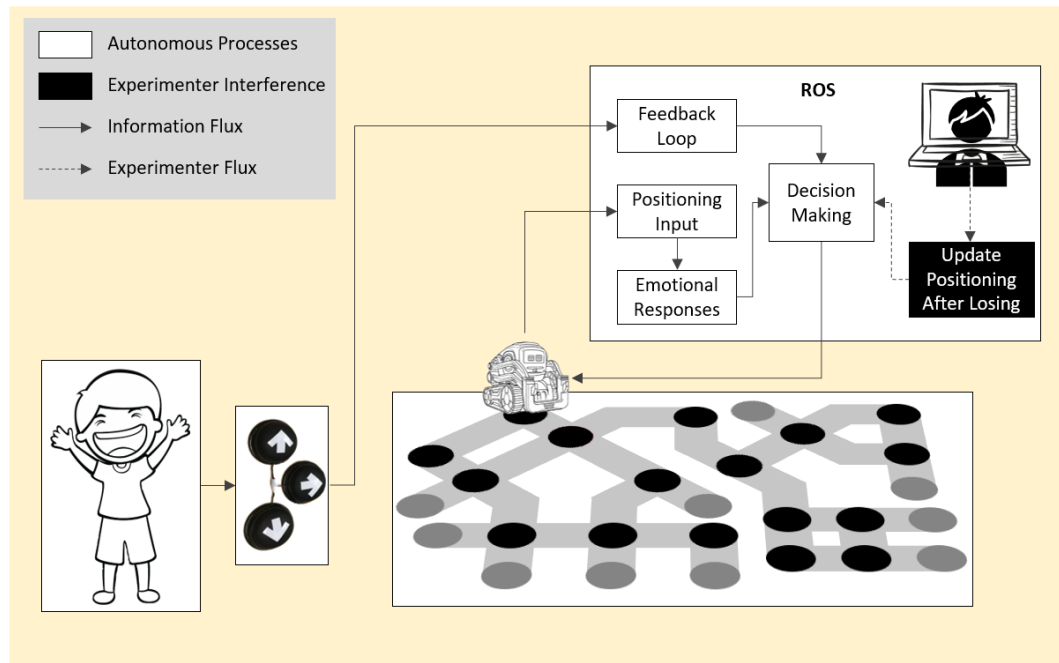 Autonomous Processes
Experimenter Interference
Information Flux
Experimenter Flux
ROS
Feedback
Loop
Positioning
Input
Emotional
Responses
Decision
Making
Update
Positioning
After Losing